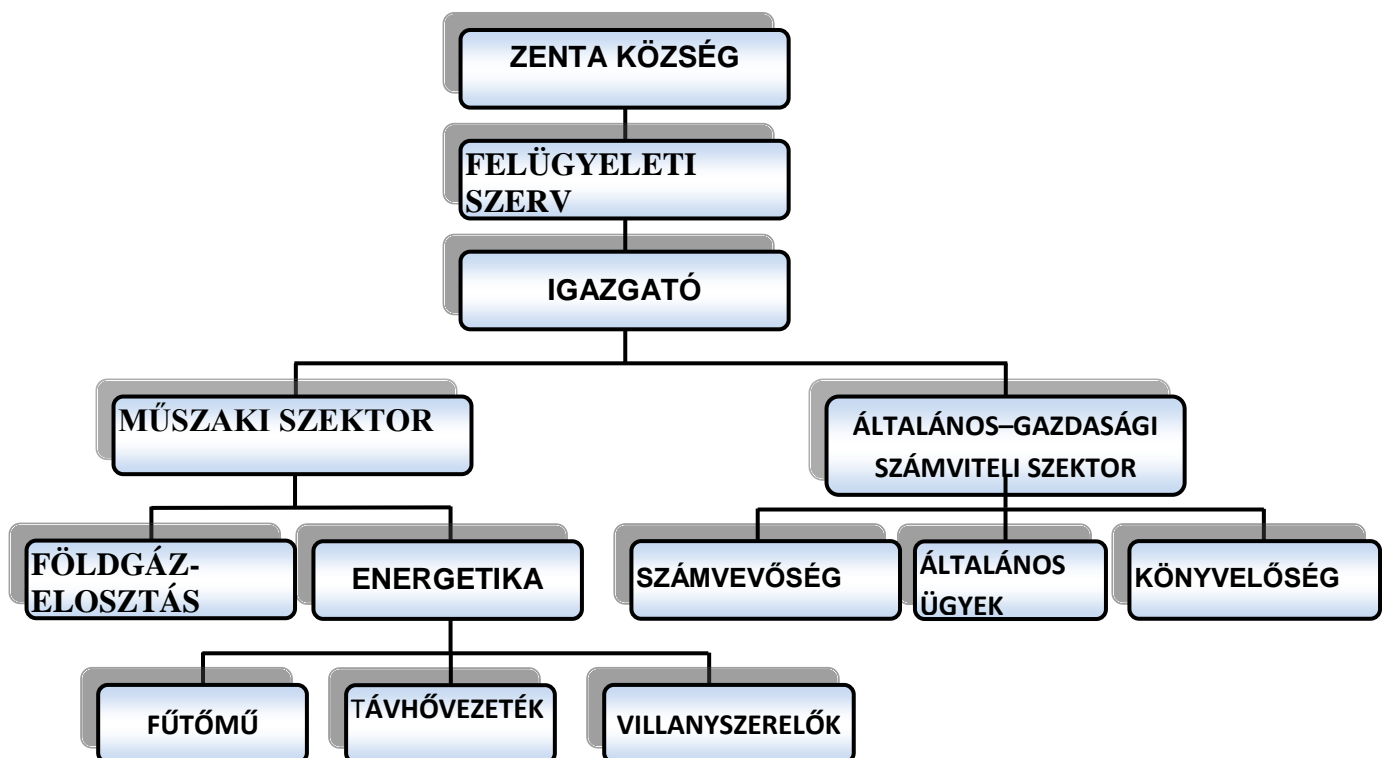 ZENTA KÖZSÉG
FELÜGYELETI
SZERV
IGAZGATÓ
MŰSZAKI SZEKTOR
ÁLTALÁNOS–GAZDASÁGI
SZÁMVITELI SZEKTOR
FÖLDGÁZ-
ELOSZTÁS
ENERGETIKA
SZÁMVEVŐSÉG
ÁLTALÁNOS
ÜGYEK
KÖNYVELŐSÉG
FŰTŐMŰ
TÁVHŐVEZETÉK
VILLANYSZERELŐK